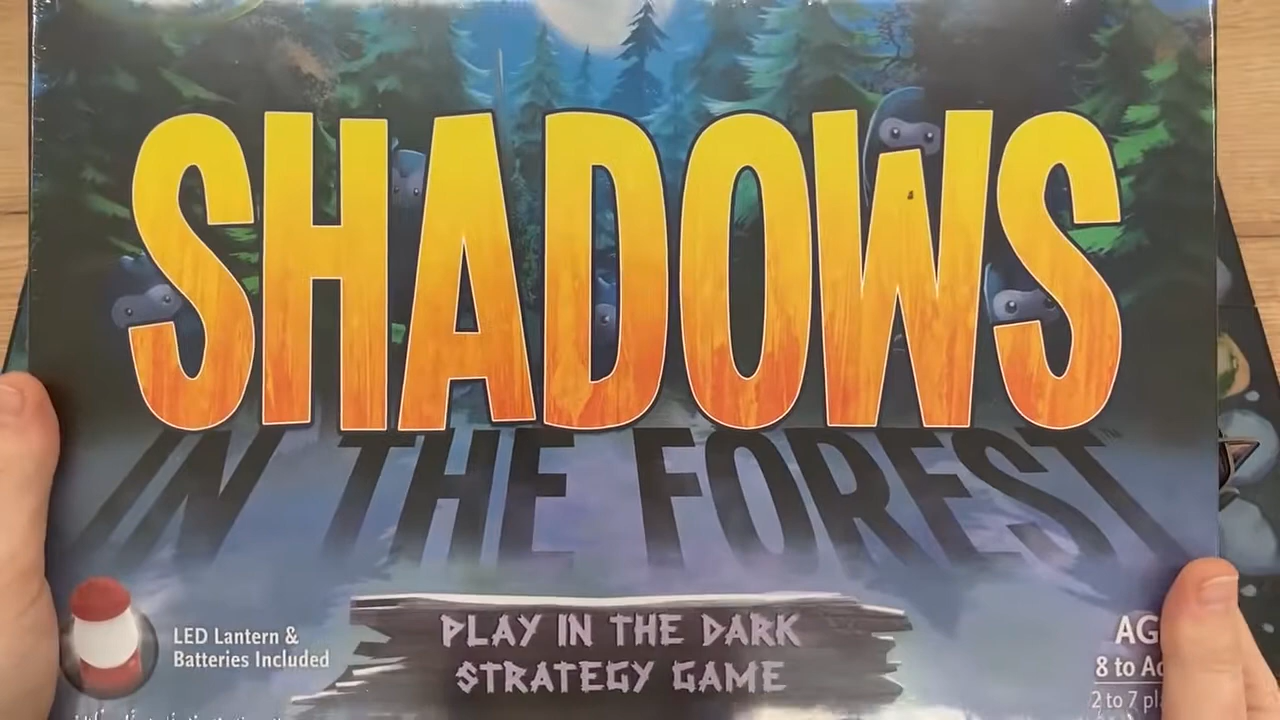 SHADOWS
IN THE FOREST™
LED Lantern &
Batteries Included
PLAY IN THE DARK
STRATEGY GAME
AG
8 to Ad
2 to 7 pl